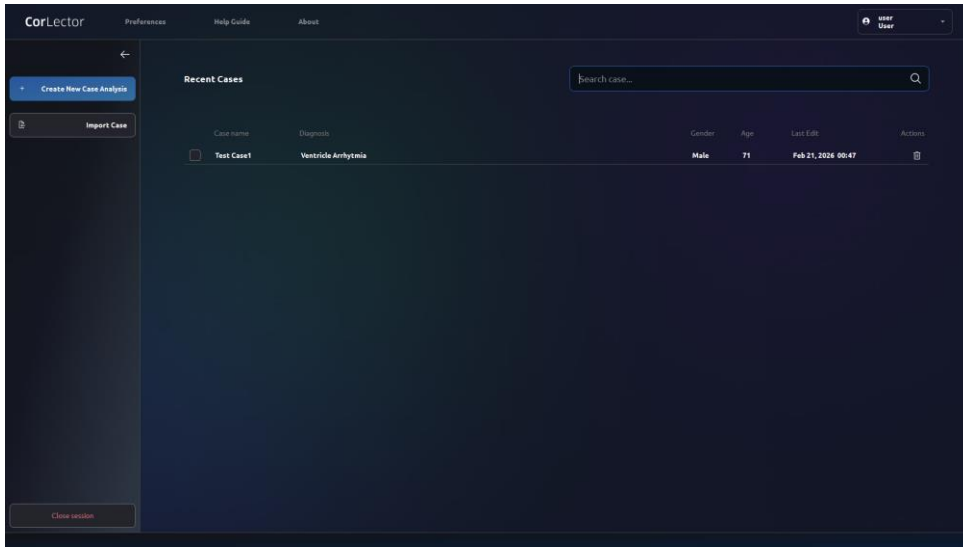 CorLector Preferences Help Guide About user
User
Recent Cases Search case...
+ Create New Case Analysis
Import Case
Case name Diagnosis Gender Age Last Edit Actions
Test Case1 Ventricle Arrhytmia Male 71 Feb 21, 2026 00:47
Close session